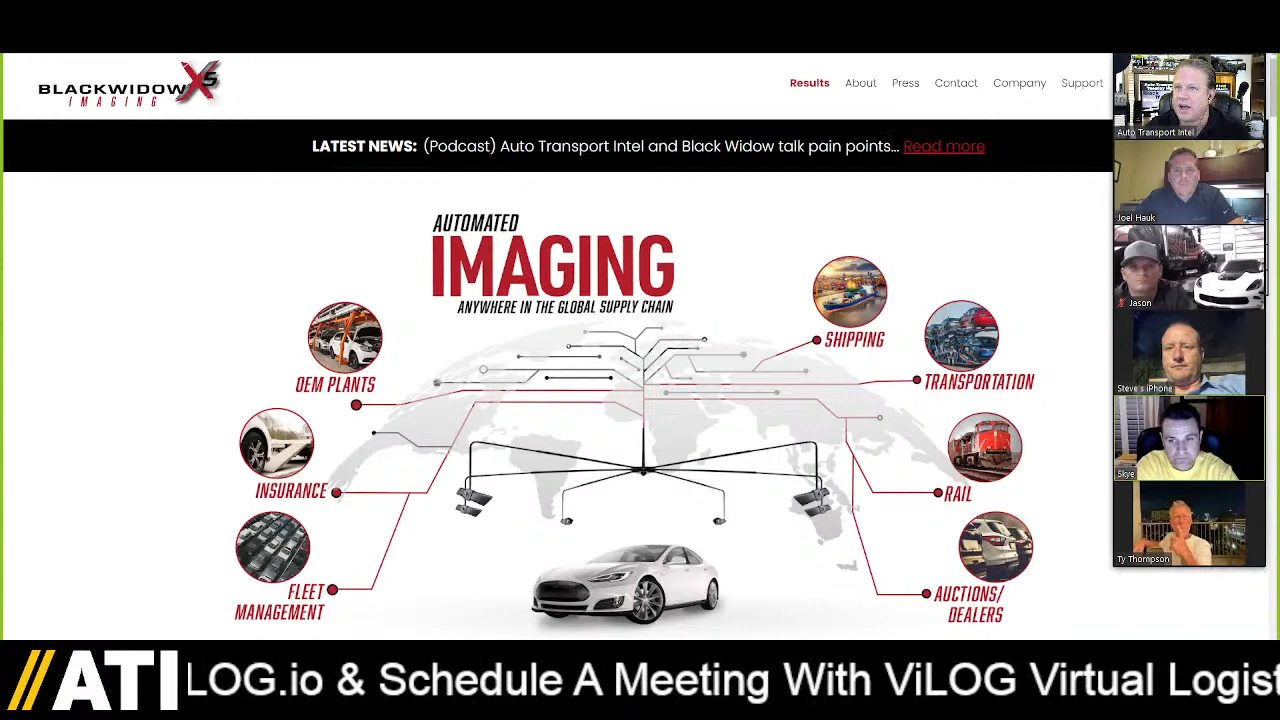 BLACKWIDOW X5
IMAGING
Results About Press Contact Company Support
LATEST NEWS: (Podcast) Auto Transport Intel and Black Widow talk pain points... Read more
AUTOMATED
IMAGING
ANYWHERE IN THE GLOBAL SUPPLY CHAIN
OEM PLANTS
INSURANCE
FLEET
MANAGEMENT
SHIPPING
TRANSPORTATION
RAIL
AUCTIONS/
DEALERS
Auto Transport Intel
Joel Hauk
Jason
Steve's iPhone
Skye
Ty Thompson
//ATI
LOG.io & Schedule A Meeting With ViLOG Virtual Logist